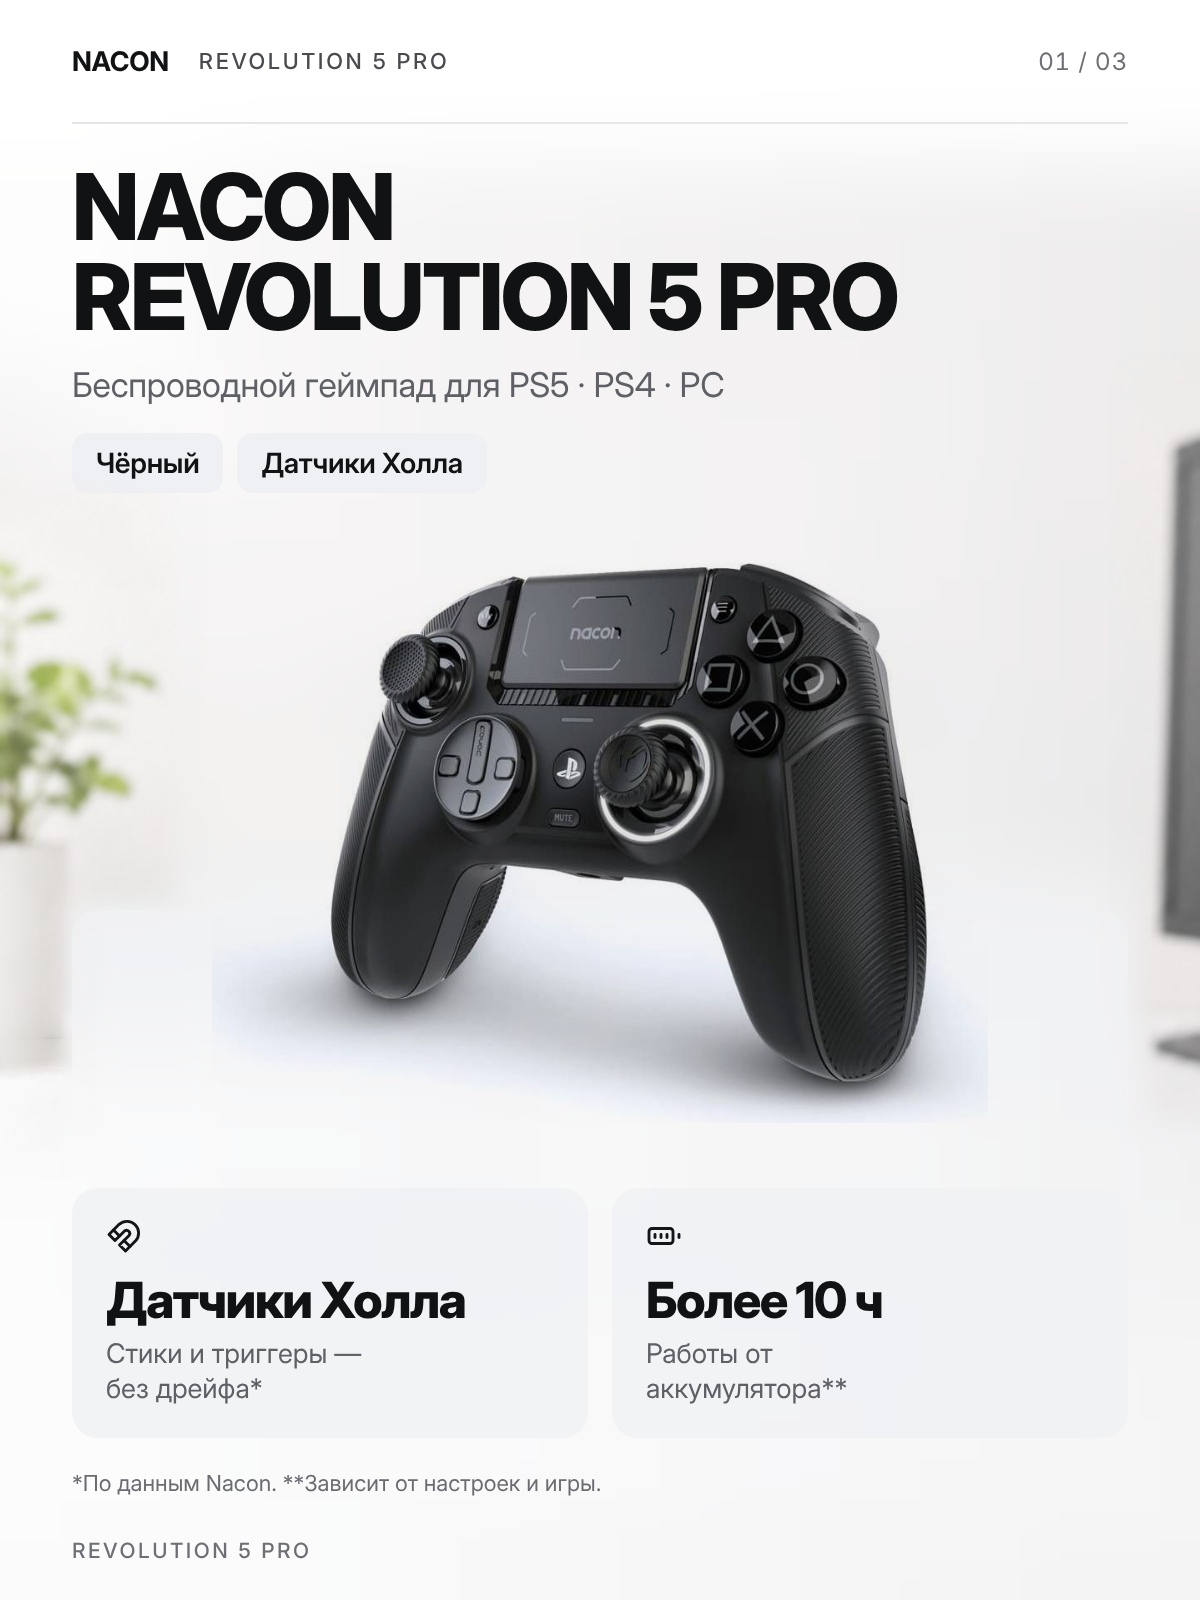 NACON REVOLUTION 5 PRO 01 / 03
NACON
REVOLUTION 5 PRO
Беспроводной геймпад для PS5 · PS4 · PC
Чёрный Датчики Холла
nacon
MUTE
Датчики Холла
Стики и триггеры —
без дрейфа*
Более 10 ч
Работы от
аккумулятора**
*По данным Nacon. **Зависит от настроек и игры.
REVOLUTION 5 PRO